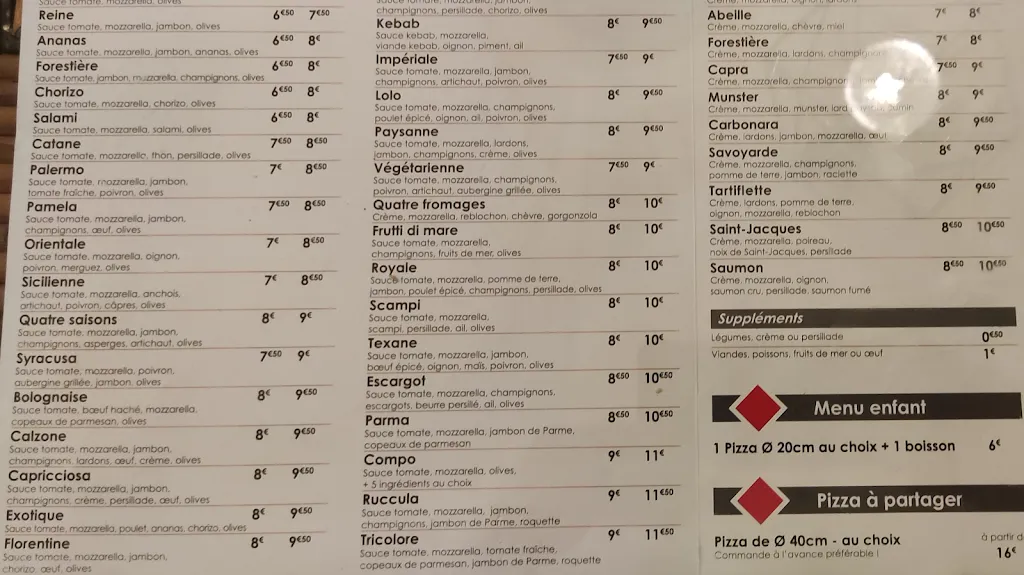 Sauce tomate, mozzarella, olives
Reine 6€50 7€50
Sauce tomate, mozzarella, jambon, olives
Ananas 6€50 8€
Sauce tomate, mozzarella, jambon, ananas, olives
Forestière 6€50 8€
Sauce tomate, jambon, mozzarella, champignons, olives
Chorizo 6€50 8€
Sauce tomate, mozzarella, chorizo, olives
Salami 6€50 8€
Sauce tomate, mozzarella, salami, olives
Catane 7€50 8€50
Sauce tomate, mozzarella, thon, persillade, olives
Palermo 7€ 8€50
Sauce tomate, mozzarella, jambon,
tomate fraîche, poivron, olives
Pamela 7€50 8€50
Sauce tomate, mozzarella, jambon,
champignons, œuf, olives
Orientale 7€ 8€50
Sauce tomate, mozzarella, oignon,
poivron, merguez, olives
Sicilienne 7€ 8€50
Sauce tomate, mozzarella, anchois,
artichaut, poivron, câpres, olives
Quatre saisons 8€ 9€
Sauce tomate, mozzarella, jambon,
champignons, asperges, artichaut, olives
Syracusa 7€50 9€
Sauce tomate, mozzarella, poivron,
aubergine grillée, jambon, olives
Bolognaise 8€ 9€50
Sauce tomate, bœuf haché, mozzarella,
copeaux de parmesan, olives
Calzone 8€ 9€50
Sauce tomate, mozzarella, jambon,
champignons, lardons, œuf, crème, olives
Capricciosa 8€ 9€50
Sauce tomate, mozzarella, jambon,
champignons, crème, persillade, œuf, olives
Exotique 8€ 9€50
Sauce tomate, mozzarella, poulet, ananas, chorizo, olives
Florentine 8€ 9€50
Sauce tomate, mozzarella, jambon,
chorizo, œuf, olives
champignons, persillade, chorizo, olives
Kebab 8€ 9€50
Sauce kebab, mozzarella,
viande kebab, oignon, piment, ail
Impériale 7€50 9€
Sauce tomate, mozzarella, jambon,
champignons, artichaut, poivron, olives
Lolo 8€ 9€50
Sauce tomate, mozzarella, champignons,
poulet épicé, oignon, ail, poivron, olives
Paysanne 8€ 9€50
Sauce tomate, mozzarella, lardons,
jambon, champignons, crème, olives
Végétarienne 7€50 9€
Sauce tomate, mozzarella, champignons,
poivron, artichaut, aubergine grillée, olives
Quatre fromages 8€ 10€
Crème, mozzarella, reblochon, chèvre, gorgonzola
Frutti di mare 8€ 10€
Sauce tomate, mozzarella,
champignons, fruits de mer, olives
Royale 8€ 10€
Sauce tomate, mozzarella, pomme de terre,
jambon, poulet épicé, champignons, persillade, olives
Scampi 8€ 10€
Sauce tomate, mozzarella,
scampi, persillade, ail, olives
Texane 8€ 10€
Sauce tomate, mozzarella, jambon,
bœuf épicé, oignon, maïs, poivron, olives
Escargot 8€50 10€50
Sauce tomate, mozzarella, champignons,
escargots, beurre persillé, ail, olives
Parma 8€50 10€50
Sauce tomate, mozzarella, jambon de Parme,
copeaux de parmesan
Compo 9€ 11€
Sauce tomate, mozzarella, olives,
+ 5 ingrédients au choix
Ruccula 9€ 11€50
Sauce tomate, mozzarella, jambon,
champignons, jambon de Parme, roquette
Tricolore 9€ 11€50
Sauce tomate, mozzarella, tomate fraîche,
copeaux de parmesan, jambon de Parme, roquette
Crème, mozzarella, oignon, lardons
Abeille 7€ 8€
Crème, mozzarella, chèvre, miel
Forestière 7€ 8€
Crème, mozzarella, lardons, champignons
Capra 7€50 9€
Crème, mozzarella, champignons,
Munster 8€ 9€
Crème, mozzarella, munster, cumin
Carbonara 8€ 9€50
Crème, lardons, jambon, mozzarella, œuf
Savoyarde 8€ 9€50
Crème, mozzarella, champignons,
pomme de terre, jambon, raclette
Tartiflette 8€ 9€50
Crème, lardons, pomme de terre,
oignon, mozzarella, reblochon
Saint-Jacques 8€50 10€50
Crème, mozzarella, poireau,
noix de Saint-Jacques, persillade
Saumon 8€50 10€50
Crème, mozzarella, oignon,
saumon cru, persillade, saumon fumé
Suppléments
Légumes, crème ou persillade 0€50
Viandes, poissons, fruits de mer ou œuf 1€
Menu enfant
1 Pizza Ø 20cm au choix + 1 boisson 6€
Pizza à partager
Pizza de Ø 40cm - au choix à partir d
Commande à l'avance préférable ! 16€